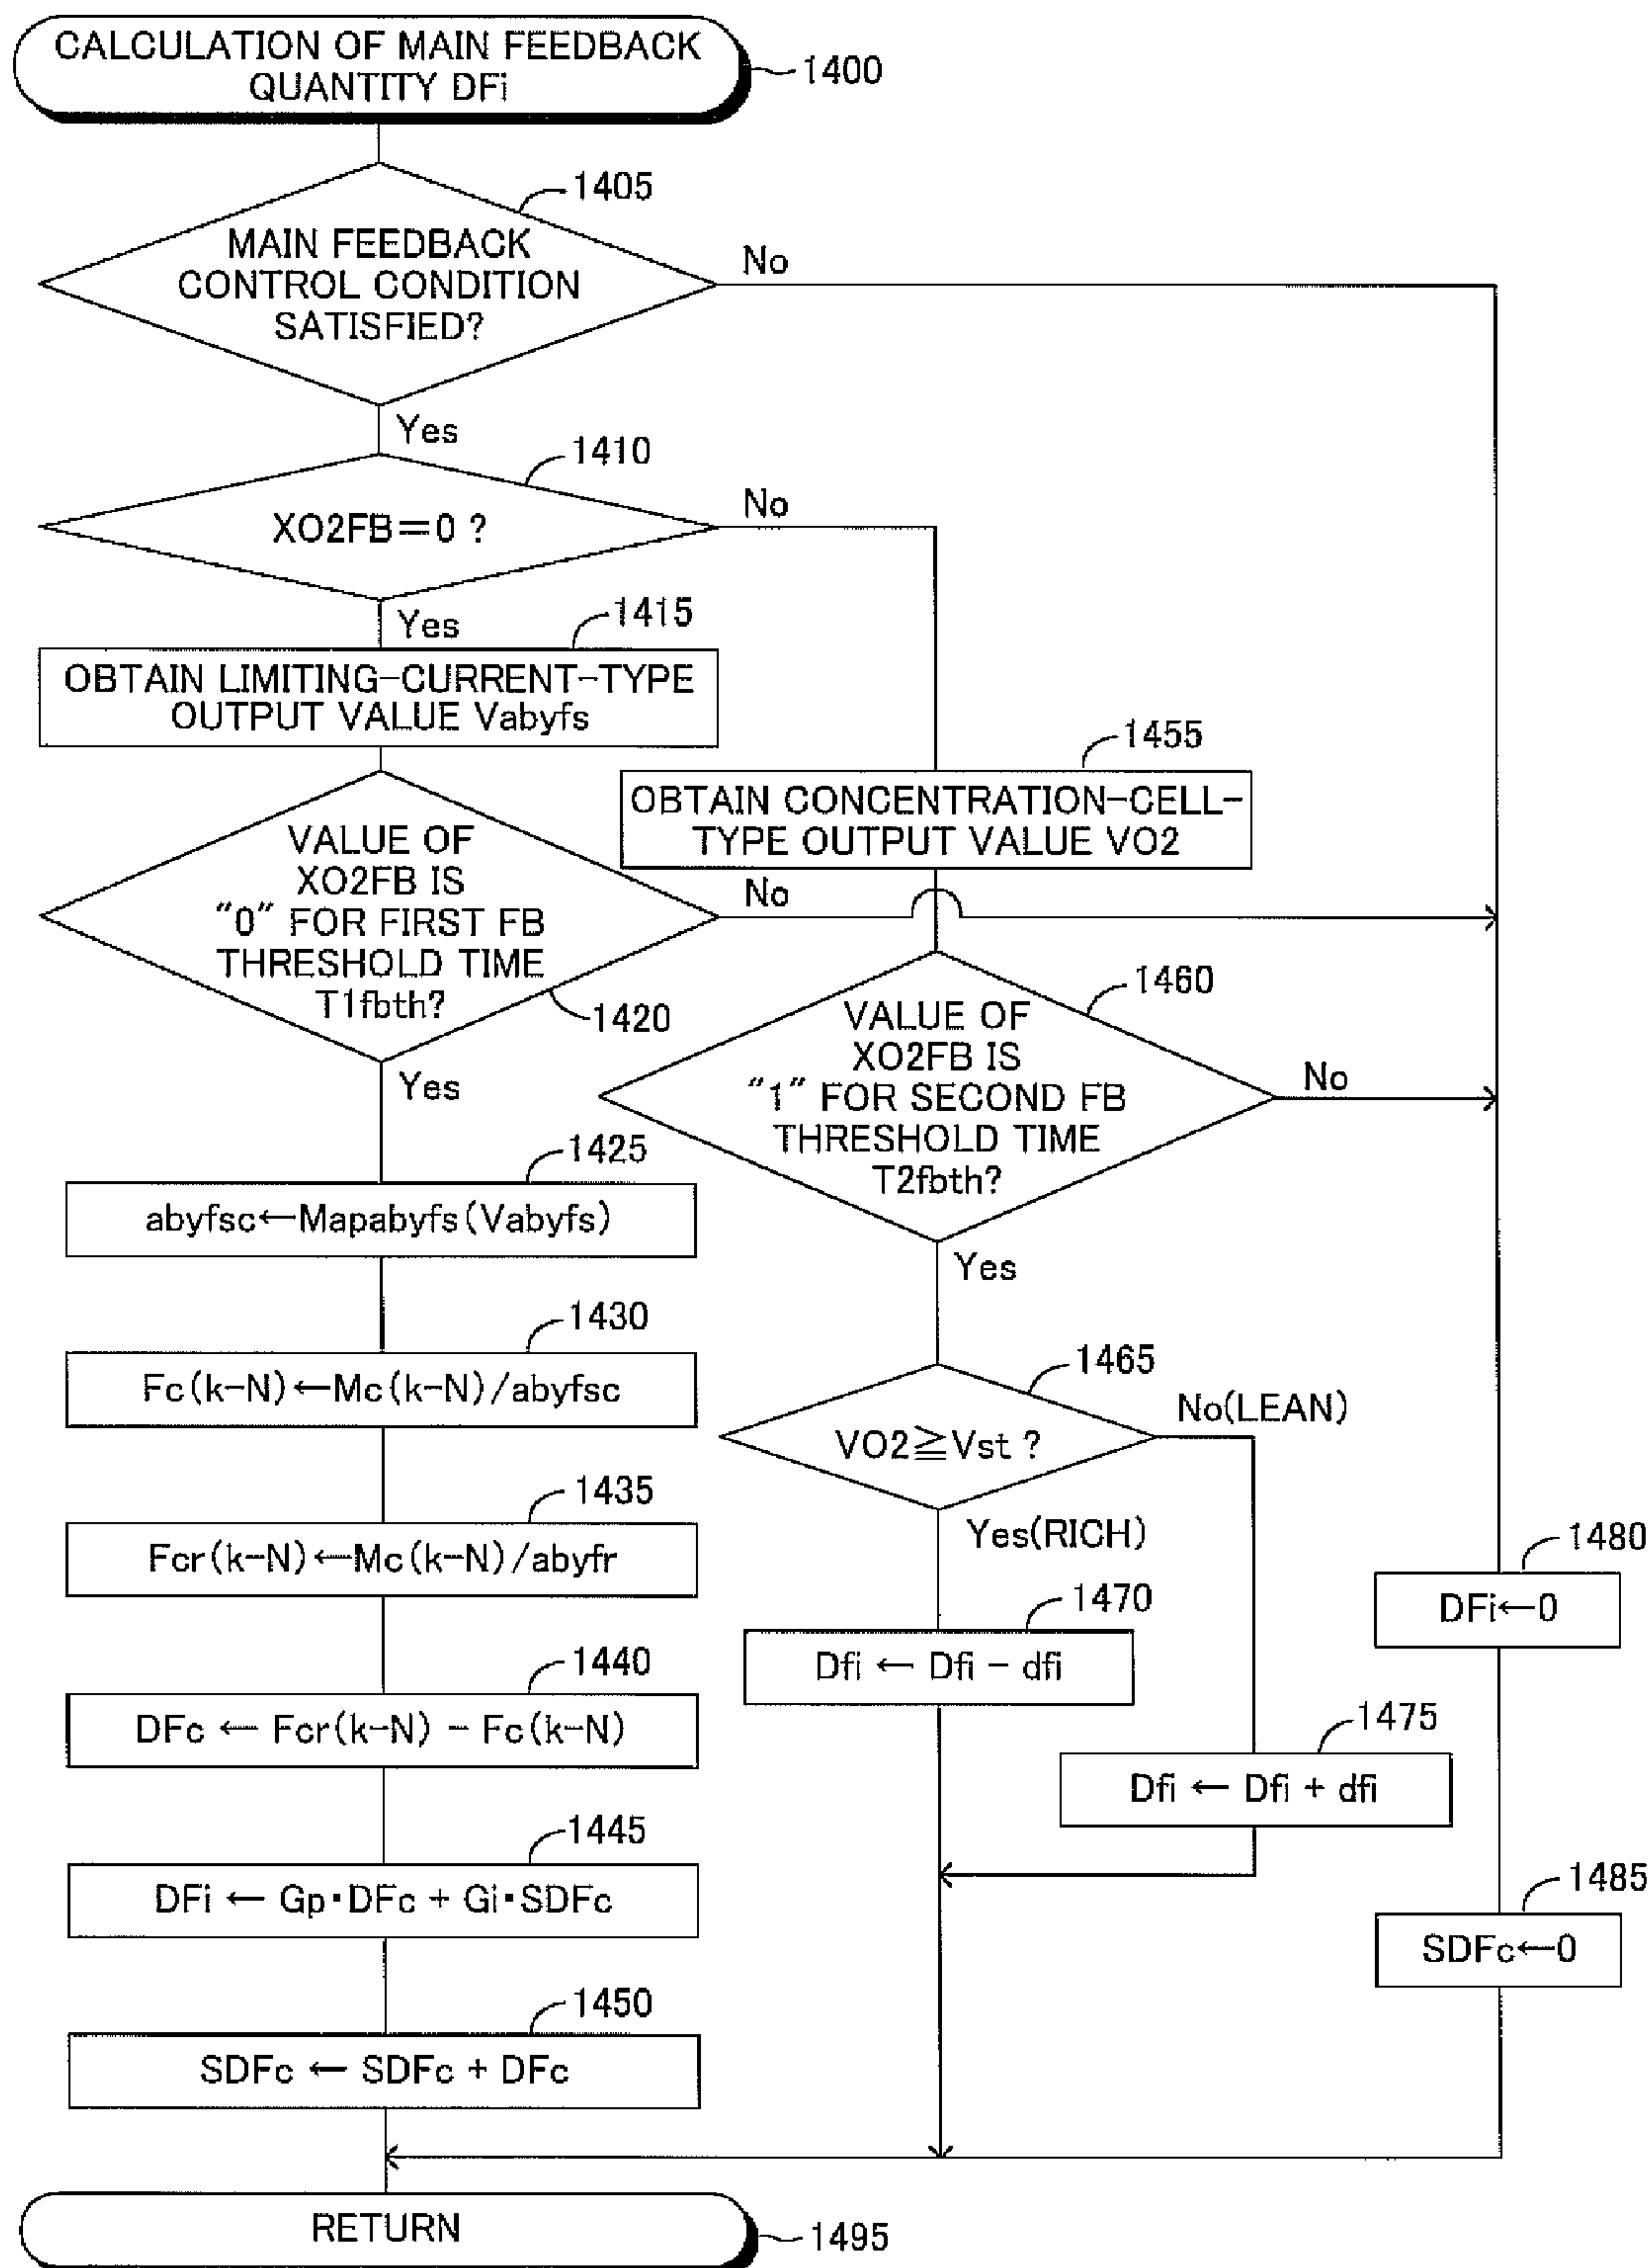 CALCULATION OF MAIN FEEDBACK
QUANTITY DFi
1400
1405
MAIN FEEDBACK
CONTROL CONDITION
SATISFIED?
No
Yes
1410
XO2FB=0 ?
No
Yes
1415
OBTAIN LIMITING-CURRENT-TYPE
OUTPUT VALUE Vabyfs
1455
OBTAIN CONCENTRATION-CELL-
TYPE OUTPUT VALUE VO2
VALUE OF
XO2FB IS
"0" FOR FIRST FB
THRESHOLD TIME
T1fbth?
No
1420
Yes
1460
VALUE OF
XO2FB IS
"1" FOR SECOND FB
THRESHOLD TIME
T2fbth?
No
Yes
1425
abyfsc←Mapabyfs(Vabyfs)
1430
Fc(k-N)←Mc(k-N)/abyfsc
1465
VO2≧Vst ?
No(LEAN)
Yes(RICH)
1435
Fcr(k-N)←Mc(k-N)/abyfr
1470
Dfi ← Dfi - dfi
1480
DFi←0
1440
DFc ← Fcr(k-N) - Fc(k-N)
1475
Dfi ← Dfi + dfi
1445
DFi ← Gp・DFc + Gi・SDFc
1485
SDFc←0
1450
SDFc ← SDFc + DFc
RETURN
1495